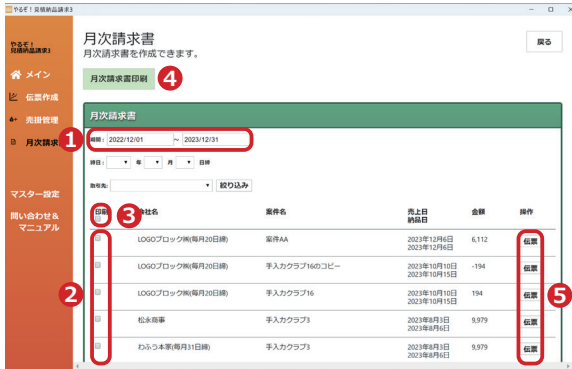 やるぞ！見積納品請求3
やるぞ！
見積納品請求3
メイン
伝票作成
売掛管理
月次請求
マスター設定
問い合わせ＆
マニュアル
月次請求書
月次請求書を作成できます。
戻る
月次請求書印刷
4
月次請求書
1
期間： 2022/12/01 ～ 2023/12/31
締日： 年 月 日締
取引先： 絞り込み
印刷 3 会社名 案件名 売上日 金額 操作
納品日
LOGOブロック㈱(毎月20日締) 案件AA 2023年12月6日 6,112 伝票
2023年12月6日
LOGOブロック㈱(毎月20日締) 手入力クラブ16のコピー 2023年10月10日 -194 伝票
2023年10月15日
2 5
LOGOブロック㈱(毎月20日締) 手入力クラブ16 2023年10月10日 194 伝票
2023年10月15日
松永商事 手入力クラブ3 2023年8月3日 9,979 伝票
2023年8月6日
わふう本家(毎月31日締) 手入力クラブ3 2023年8月3日 9,979 伝票
2023年8月6日